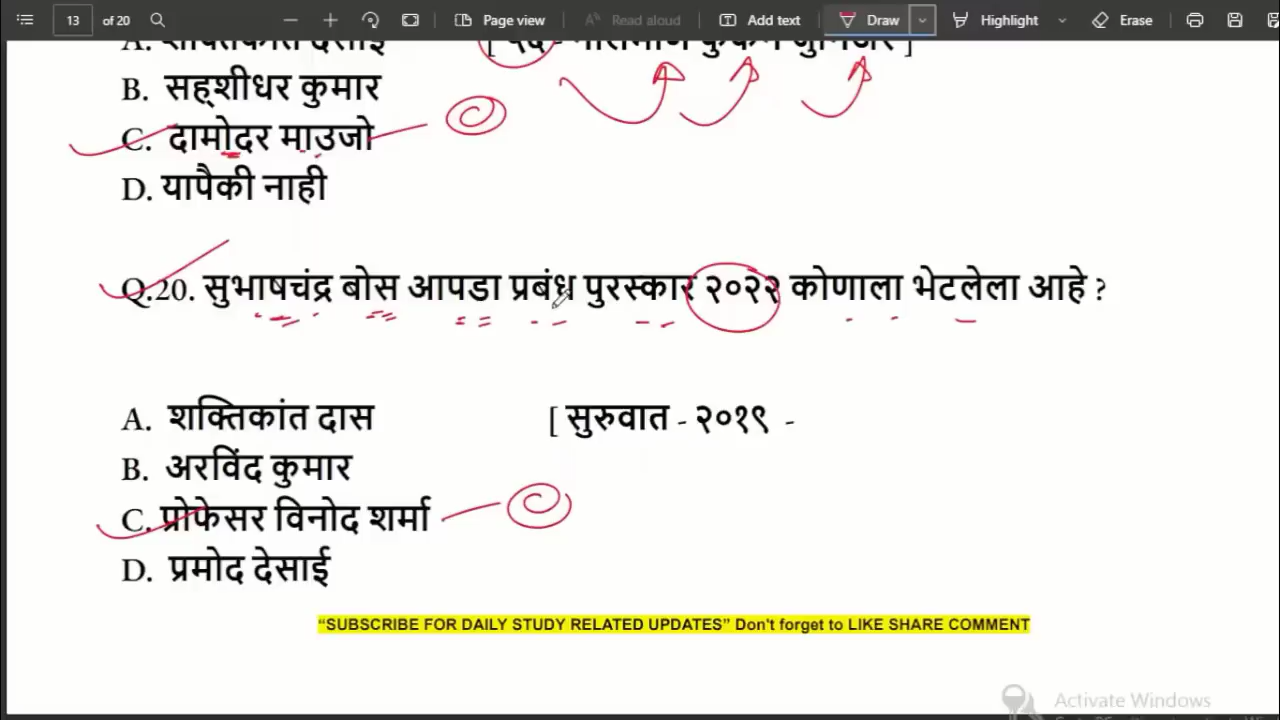 13 of 20 Page view Read aloud Add text Draw Highlight Erase
A. शक्तिकांत देसाई
B. सह्शीधर कुमार
C. दामोदर माउजो
D. यापैकी नाही
Q.20. सुभाषचंद्र बोस आपडा प्रबंध पुरस्कार २०२२ कोणाला भेटलेला आहे ?
A. शक्तिकांत दास [ सुरुवात - २०१९ -
B. अरविंद कुमार
C. प्रोफेसर विनोद शर्मा
D. प्रमोद देसाई
“SUBSCRIBE FOR DAILY STUDY RELATED UPDATES” Don't forget to LIKE SHARE COMMENT
Activate Windows